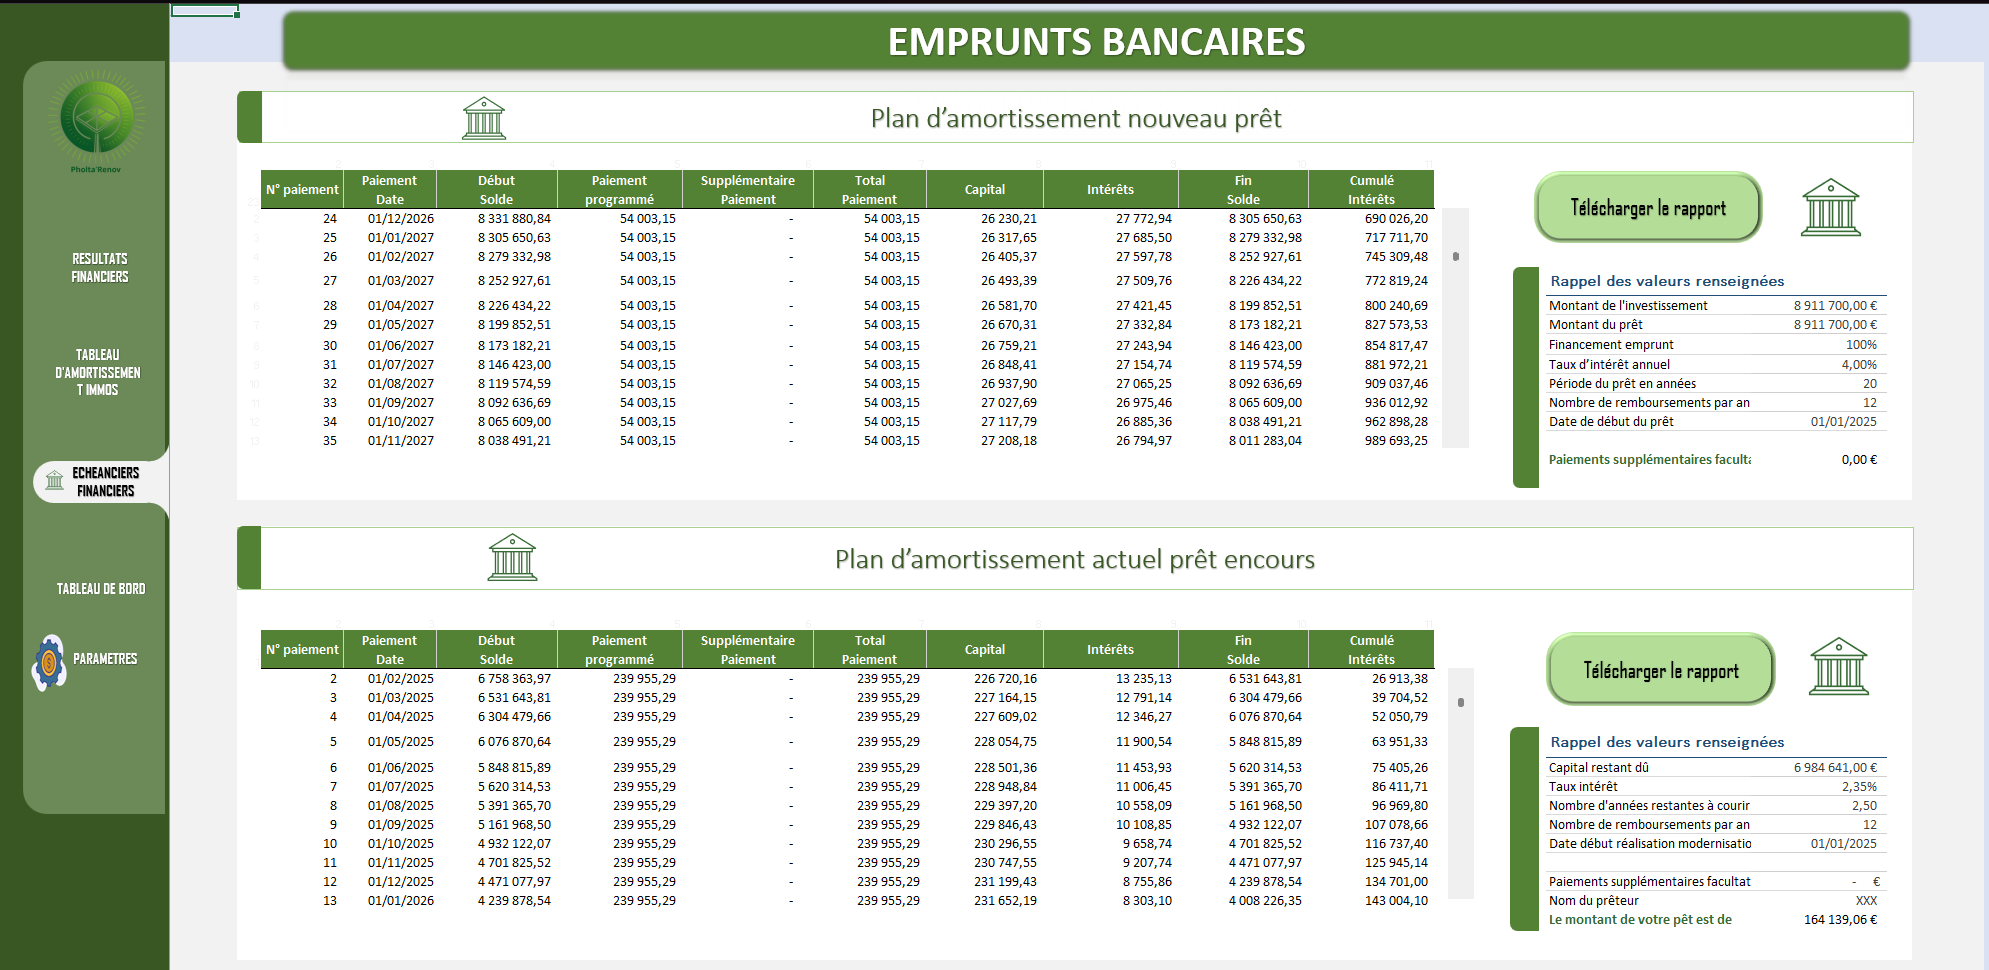 EMPRUNTS BANCAIRES
Pholta'Renov
RESULTATS
FINANCIERS
TABLEAU
D'AMORTISSEMEN
T IMMOS
ECHEANCIERS
FINANCIERS
TABLEAU DE BORD
PARAMETRES
Plan d’amortissement nouveau prêt
N° paiement Paiement Date Début Solde Paiement programmé Supplémentaire Paiement Total Paiement Capital Intérêts Fin Solde Cumulé Intérêts
24 01/12/2026 8 331 880,84 54 003,15 - 54 003,15 26 230,21 27 772,94 8 305 650,63 690 026,20
25 01/01/2027 8 305 650,63 54 003,15 - 54 003,15 26 317,65 27 685,50 8 279 332,98 717 711,70
26 01/02/2027 8 279 332,98 54 003,15 - 54 003,15 26 405,37 27 597,78 8 252 927,61 745 309,48
27 01/03/2027 8 252 927,61 54 003,15 - 54 003,15 26 493,39 27 509,76 8 226 434,22 772 819,24
28 01/04/2027 8 226 434,22 54 003,15 - 54 003,15 26 581,70 27 421,45 8 199 852,51 800 240,69
29 01/05/2027 8 199 852,51 54 003,15 - 54 003,15 26 670,31 27 332,84 8 173 182,21 827 573,53
30 01/06/2027 8 173 182,21 54 003,15 - 54 003,15 26 759,21 27 243,94 8 146 423,00 854 817,47
31 01/07/2027 8 146 423,00 54 003,15 - 54 003,15 26 848,41 27 154,74 8 119 574,59 881 972,21
32 01/08/2027 8 119 574,59 54 003,15 - 54 003,15 26 937,90 27 065,25 8 092 636,69 909 037,46
33 01/09/2027 8 092 636,69 54 003,15 - 54 003,15 27 027,69 26 975,46 8 065 609,00 936 012,92
34 01/10/2027 8 065 609,00 54 003,15 - 54 003,15 27 117,79 26 885,36 8 038 491,21 962 898,28
35 01/11/2027 8 038 491,21 54 003,15 - 54 003,15 27 208,18 26 794,97 8 011 283,04 989 693,25
Télécharger le rapport
Rappel des valeurs renseignées
Montant de l'investissement 8 911 700,00 €
Montant du prêt 8 911 700,00 €
Financement emprunt 100%
Taux d’intérêt annuel 4,00%
Période du prêt en années 20
Nombre de remboursements par an 12
Date de début du prêt 01/01/2025
Paiements supplémentaires faculta 0,00 €
Plan d’amortissement actuel prêt encours
N° paiement Paiement Date Début Solde Paiement programmé Supplémentaire Paiement Total Paiement Capital Intérêts Fin Solde Cumulé Intérêts
2 01/02/2025 6 758 363,97 239 955,29 - 239 955,29 226 720,16 13 235,13 6 531 643,81 26 913,38
3 01/03/2025 6 531 643,81 239 955,29 - 239 955,29 227 164,15 12 791,14 6 304 479,66 39 704,52
4 01/04/2025 6 304 479,66 239 955,29 - 239 955,29 227 609,02 12 346,27 6 076 870,64 52 050,79
5 01/05/2025 6 076 870,64 239 955,29 - 239 955,29 228 054,75 11 900,54 5 848 815,89 63 951,33
6 01/06/2025 5 848 815,89 239 955,29 - 239 955,29 228 501,36 11 453,93 5 620 314,53 75 405,26
7 01/07/2025 5 620 314,53 239 955,29 - 239 955,29 228 948,84 11 006,45 5 391 365,70 86 411,71
8 01/08/2025 5 391 365,70 239 955,29 - 239 955,29 229 397,20 10 558,09 5 161 968,50 96 969,80
9 01/09/2025 5 161 968,50 239 955,29 - 239 955,29 229 846,43 10 108,85 4 932 122,07 107 078,66
10 01/10/2025 4 932 122,07 239 955,29 - 239 955,29 230 296,55 9 658,74 4 701 825,52 116 737,40
11 01/11/2025 4 701 825,52 239 955,29 - 239 955,29 230 747,55 9 207,74 4 471 077,97 125 945,14
12 01/12/2025 4 471 077,97 239 955,29 - 239 955,29 231 199,43 8 755,86 4 239 878,54 134 701,00
13 01/01/2026 4 239 878,54 239 955,29 - 239 955,29 231 652,19 8 303,10 4 008 226,35 143 004,10
Télécharger le rapport
Rappel des valeurs renseignées
Capital restant dû 6 984 641,00 €
Taux intérêt 2,35%
Nombre d'années restantes à courir 2,50
Nombre de remboursements par an 12
Date début réalisation modernisatio 01/01/2025
Paiements supplémentaires facultat - €
Nom du prêteur XXX
Le montant de votre pêt est de 164 139,06 €